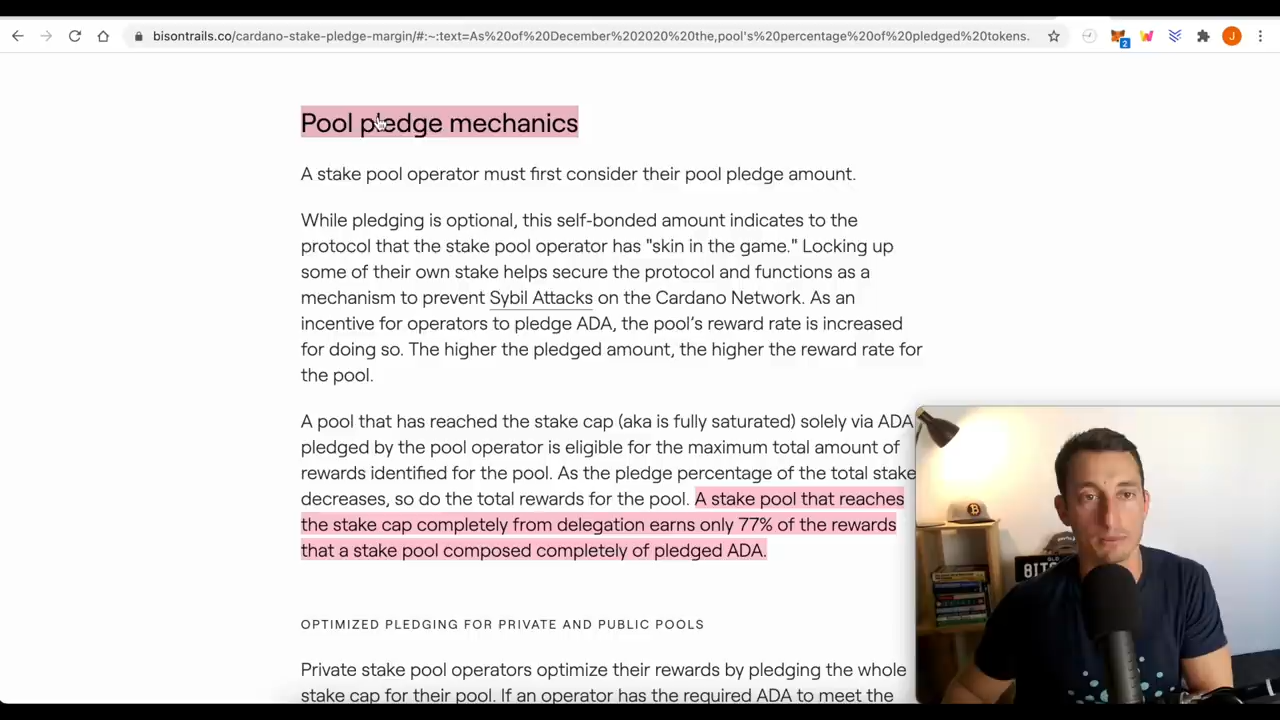 bisontrails.co/cardano-stake-pledge-margin/#:~:text=As%20of%20December%202020%20the,pool's%20percentage%20of%20pledged%20tokens.
2
J
Pool pledge mechanics
A stake pool operator must first consider their pool pledge amount.
While pledging is optional, this self-bonded amount indicates to the
protocol that the stake pool operator has "skin in the game." Locking up
some of their own stake helps secure the protocol and functions as a
mechanism to prevent Sybil Attacks on the Cardano Network. As an
incentive for operators to pledge ADA, the pool’s reward rate is increased
for doing so. The higher the pledged amount, the higher the reward rate for
the pool.
A pool that has reached the stake cap (aka is fully saturated) solely via ADA
pledged by the pool operator is eligible for the maximum total amount of
rewards identified for the pool. As the pledge percentage of the total stake
decreases, so do the total rewards for the pool. A stake pool that reaches
the stake cap completely from delegation earns only 77% of the rewards
that a stake pool composed completely of pledged ADA.
OPTIMIZED PLEDGING FOR PRIVATE AND PUBLIC POOLS
Private stake pool operators optimize their rewards by pledging the whole
stake cap for their pool. If an operator has the required ADA to meet the